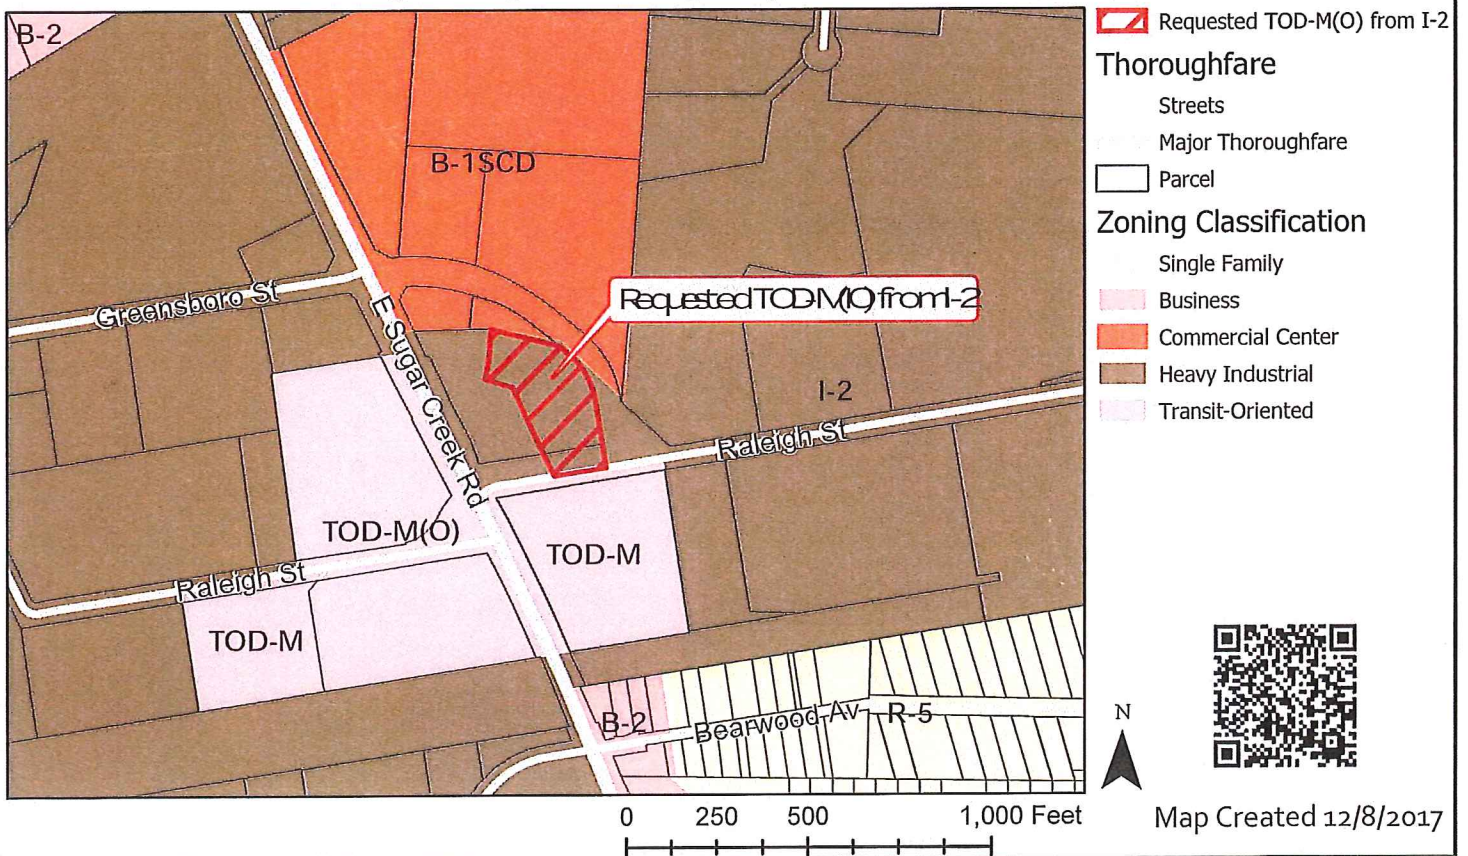 B-2
B-1SCD
Greensboro St
E Sugar Creek Rd
Requested TOD-M(O) from I-2
I-2
Raleigh St
TOD-M(O)
TOD-M
Raleigh St
TOD-M
B-2
Bearwood Av
R-5
Requested TOD-M(O) from I-2
Thoroughfare
Streets
Major Thoroughfare
Parcel
Zoning Classification
Single Family
Business
Commercial Center
Heavy Industrial
Transit-Oriented
N
0 250 500 1,000 Feet
Map Created 12/8/2017